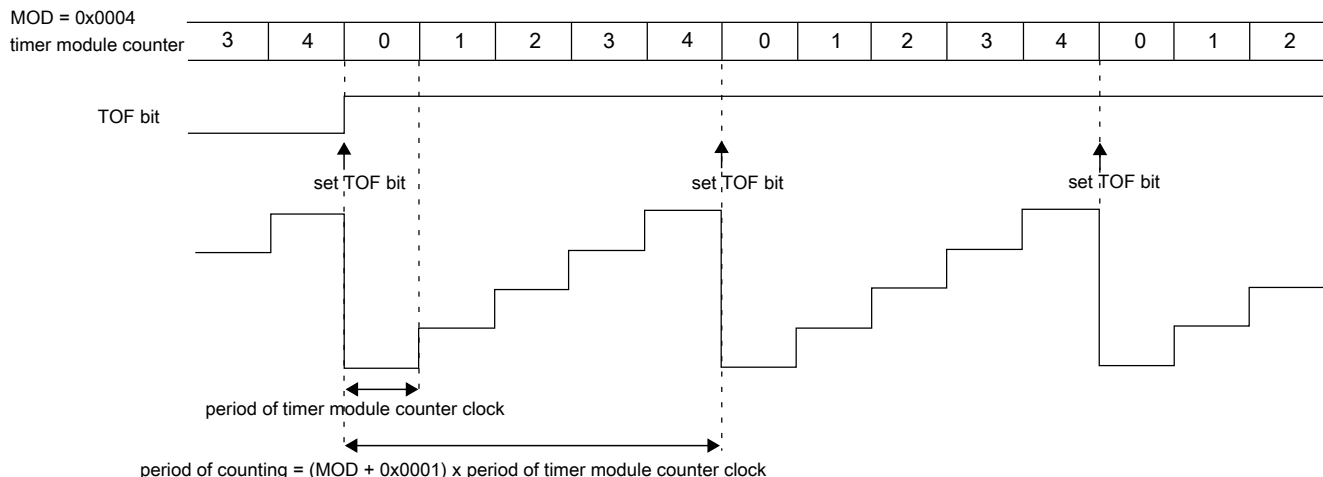 MOD = 0x0004
timer module counter 3 4 0 1 2 3 4 0 1 2 3 4 0 1 2
TOF bit
set TOF bit set TOF bit set TOF bit
period of timer module counter clock
period of counting = (MOD + 0x0001) x period of timer module counter clock